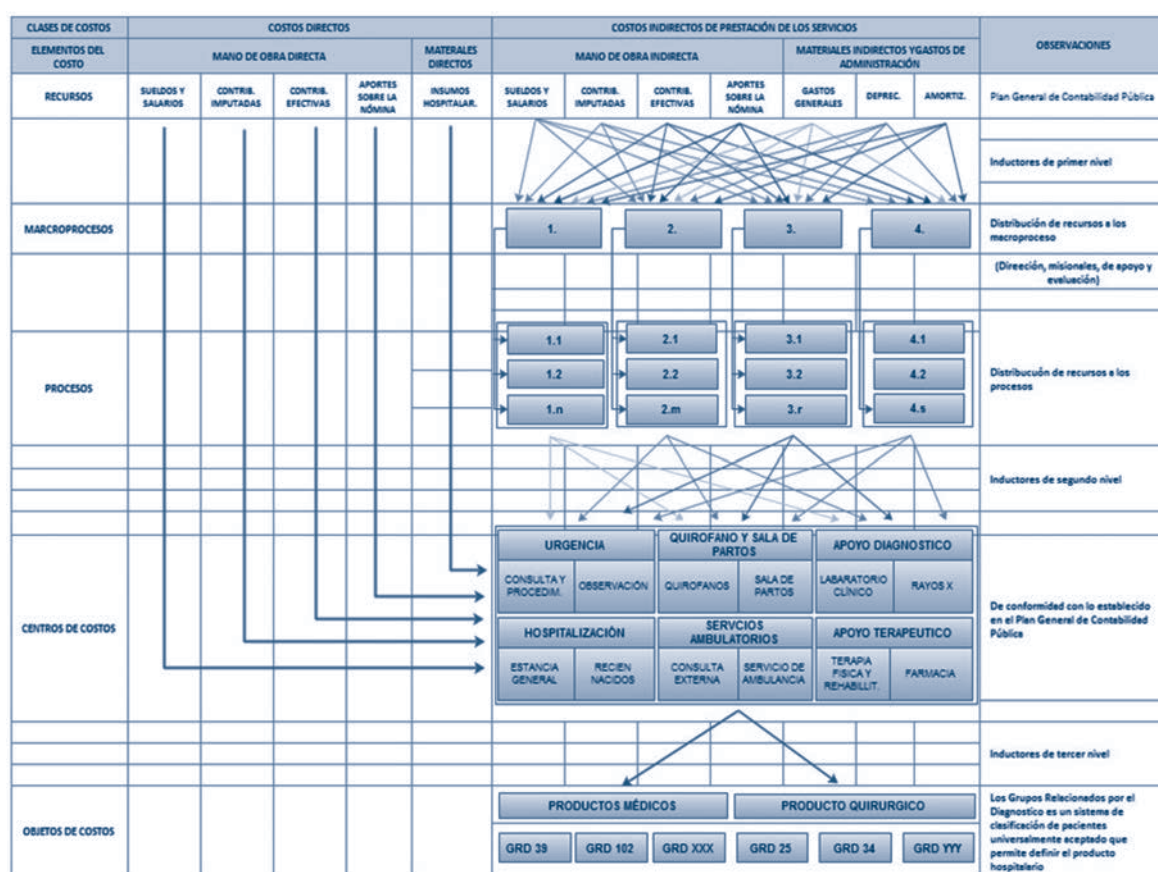 CLASES DE COSTOS
COSTOS DIRECTOS
COSTOS INDIRECTOS DE PRESTACIÓN DE LOS SERVICIOS
OBSERVACIONES
ELEMENTOS DEL
COSTO
MANO DE OBRA DIRECTA
MATERALES
DIRECTOS
MANO DE OBRA INDIRECTA
MATERIALES INDIRECTOS YGASTOS DE
ADMINISTRACIÓN
RECURSOS
SUELDOS Y
SALARIOS
CONTRIB.
IMPUTADAS
CONTRIB.
EFECTIVAS
APORTES
SOBRE LA
NÓMINA
INSUMOS
HOSPITALAR.
SUELDOS Y
SALARIOS
CONTRIB.
IMPUTADAS
CONTRIB.
EFECTIVAS
APORTES
SOBRE LA
NÓMINA
GASTOS
GENERALES
DEPREC.
AMORTIZ.
Plan General de Contabilidad Pública
Inductores de primer nivel
MARCROPROCESOS
1.
2.
3.
4.
Distribución de recursos a los
macroproceso
(Direeción, misionales, de apoyo y
evaluación)
PROCESOS
1.1
2.1
3.1
4.1
1.2
2.2
3.2
4.2
1.n
2.m
3.r
4.s
Distribucuón de recursos a los
procesos
Inductores de segundo nivel
CENTROS DE COSTOS
URGENCIA
QUIROFANO Y SALA DE
PARTOS
APOYO DIAGNOSTICO
CONSULTA Y
PROCEDIM.
OBSERVACIÓN
QUIROFANOS
SALA DE
PARTOS
LABARATORIO
CLÍNICO
RAYOS X
HOSPITALIZACIÓN
SERVCIOS
AMBULATORIOS
APOYO TERAPEUTICO
ESTANCIA
GENERAL
RECIEN
NACIDOS
CONSULTA
EXTERNA
SERVICIO DE
AMBULANCIA
TERAPIA
FISICA Y
REHABILLIT.
FARMACIA
De conformidad con lo establecido
en el Plan General de Contabilidad
Pública
Inductores de tercer nivel
OBJETOS DE COSTOS
PRODUCTOS MÉDICOS
PRODUCTO QUIRURGICO
GRD 39
GRD 102
GRD XXX
GRD 25
GRD 34
GRD YYY
Los Grupos Relacionados por el
Diagnostico es un sistema de
clasificación de pacientes
universalmente aceptado que
permite definir el producto
hospitalario